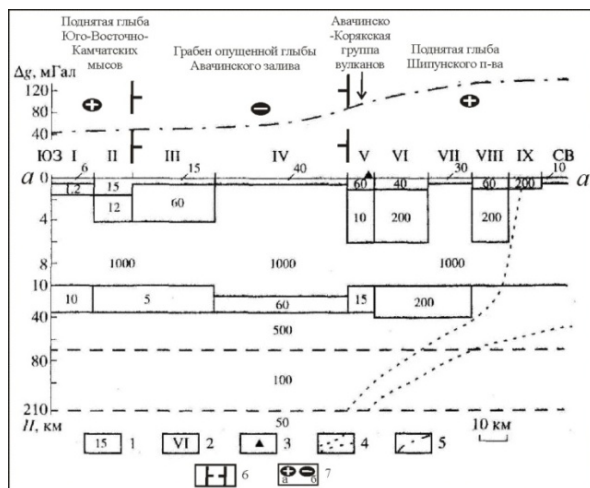 Поднятая глыба
Юго-Восточно-
Камчатских
мысов
Грабен опущенной глыбы
Авачинского залива
Авачинско
-Корякская
группа
вулканов
Поднятая глыба
Шипунского п-ва
Δg, мГал
120
80
40
ЮЗ I II III IV V VI VII VIII IX СВ
6 15 40 30 10
a 0 a
1.2 15 60 60 40 60 200
12 10 200 200
4
8 1000 1000 1000
10
10 5 60 15 200
40
500
80
100
210
50
H, км
10 км
15 1 VI 2 3 4 5
6 а б 7